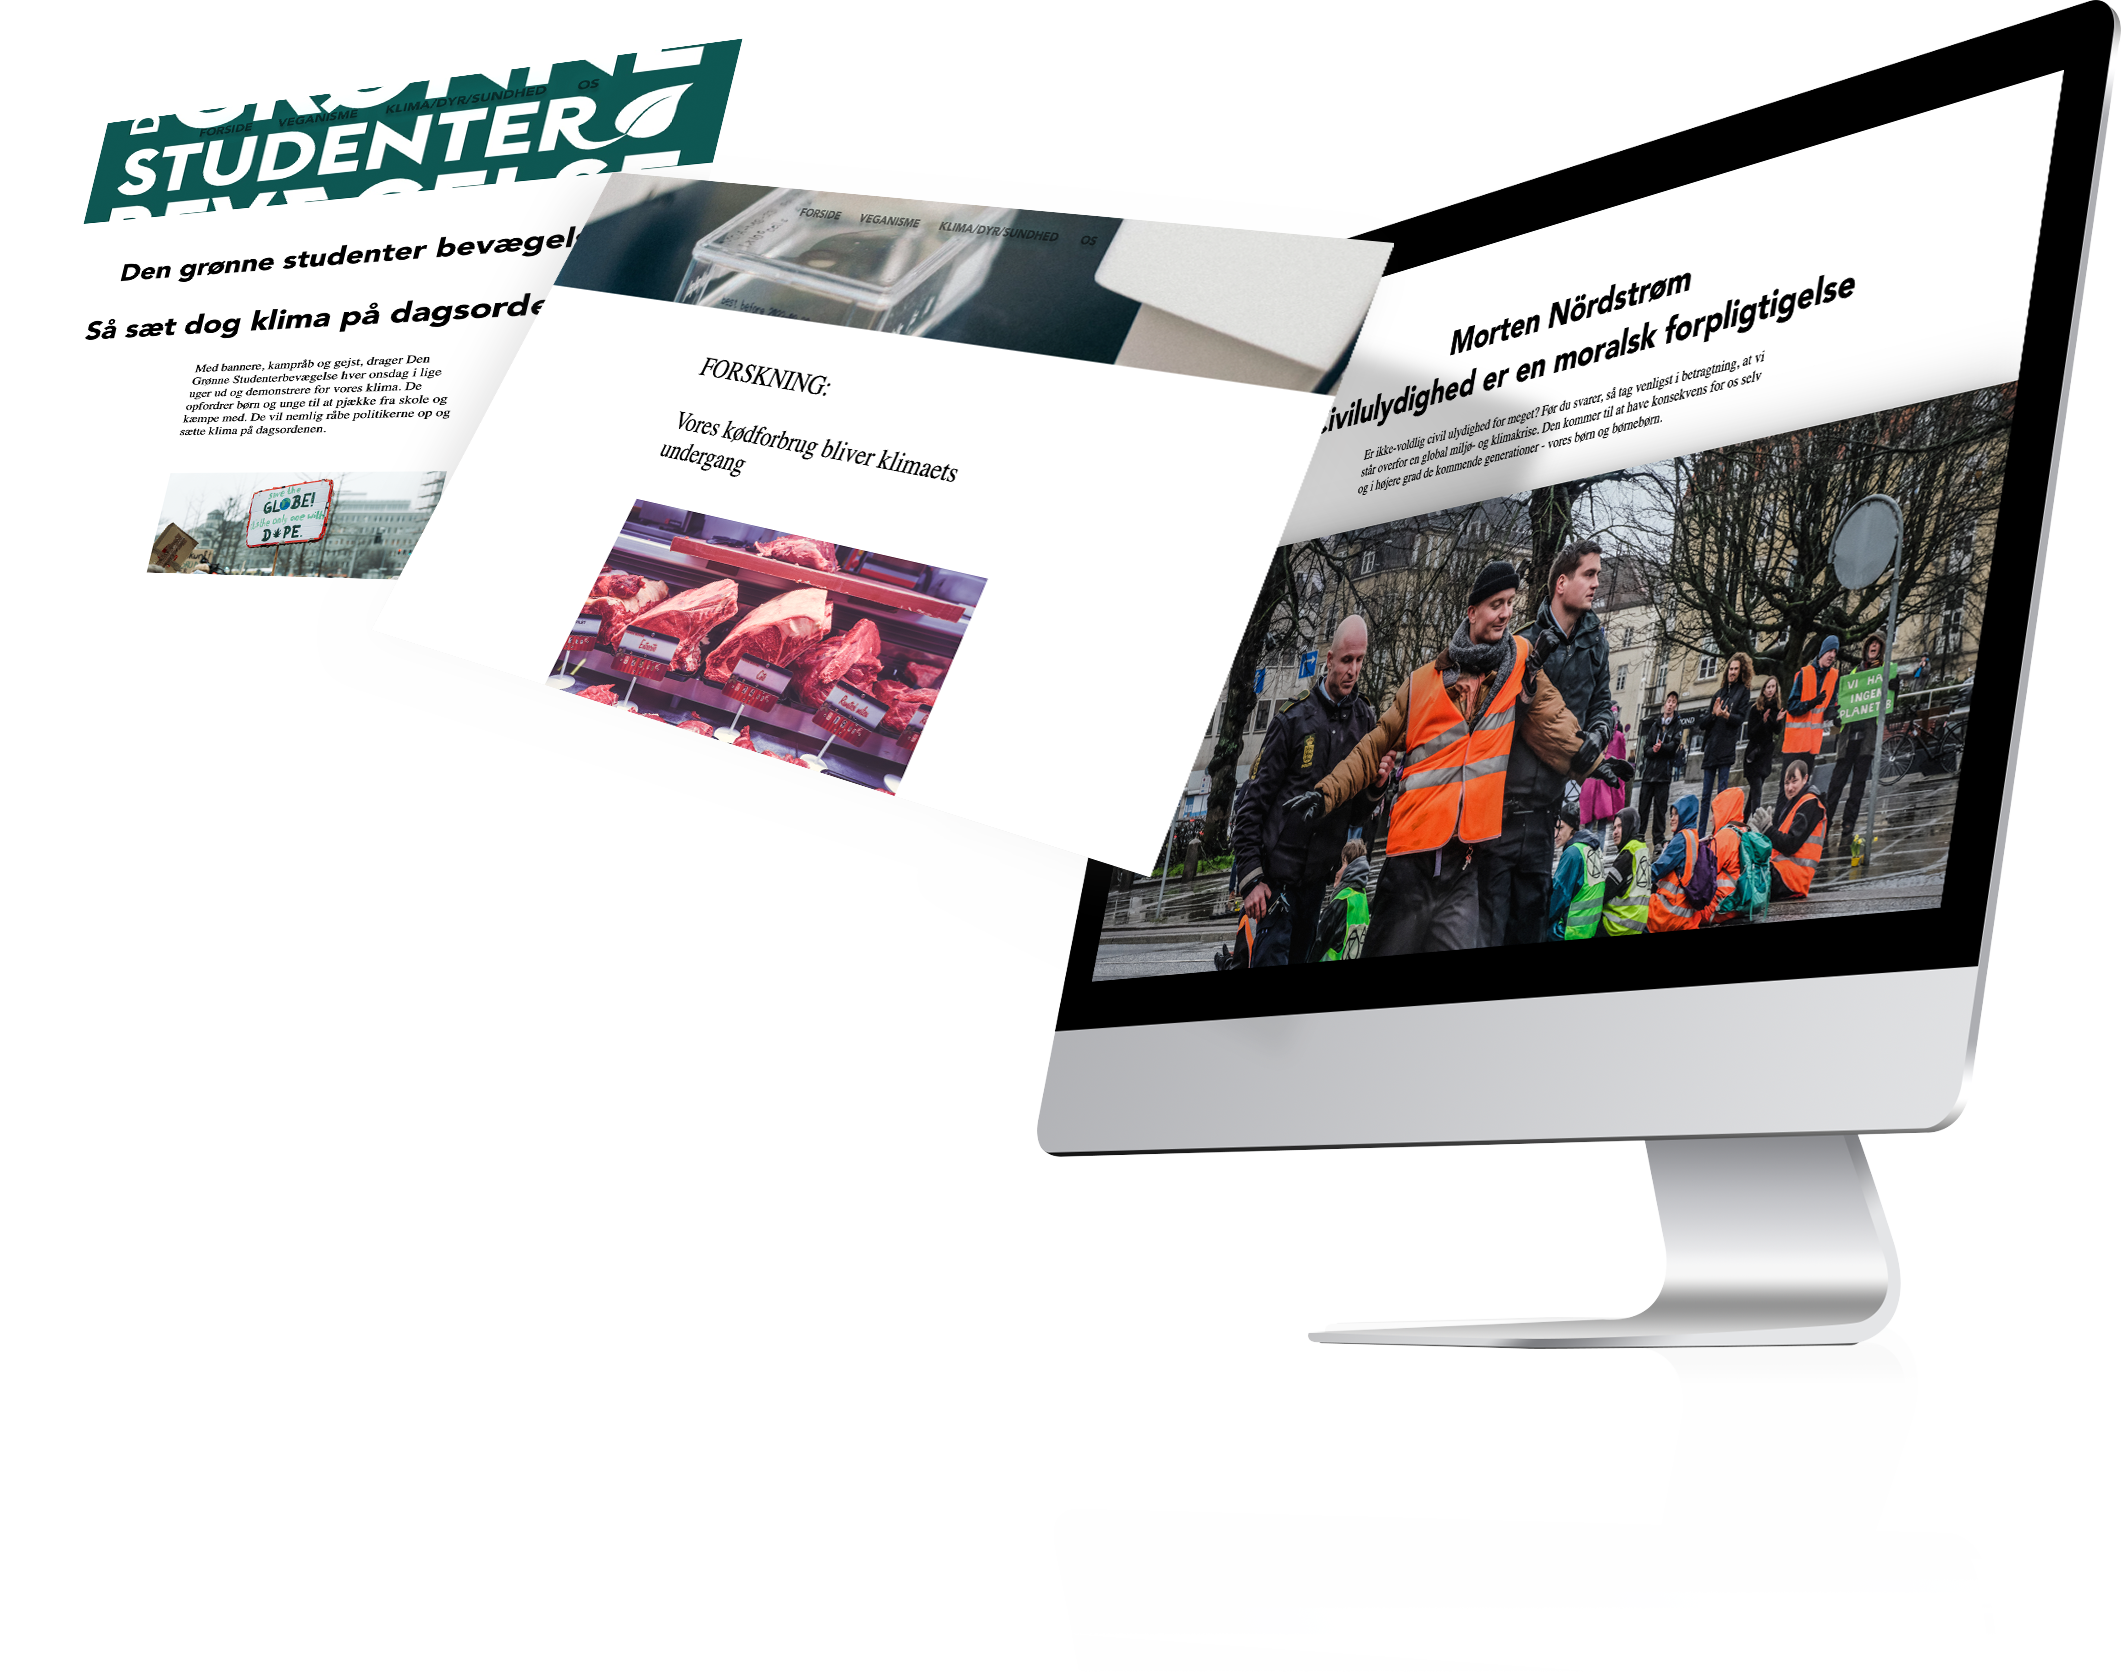 STUDENTER
FORSIDE VEGANISME KLIMA/DYR/SUNDHED OS
Den grønne studenter bevægels
Så sæt dog klima på dagsorde
Med bannere, kampråb og gejst, drager Den
Grønne Studenterbevægelse hver onsdag i lige
uger ud og demonstrere for vores klima. De
opfordrer børn og unge til at pjække fra skole og
kæmpe med. De vil nemlig råbe politikerne op og
sætte klima på dagsordenen.
save the
GLOBE!
only one with
D PE.
FORSIDE VEGANISME KLIMA/DYR/SUNDHED OS
FORSKNING:
Vores kødforbrug bliver klimaets
undergang
Morten Nördstrøm
ivilulydighed er en moralsk forpligtigelse
Er ikke-voldlig civil ulydighed for meget? Før du svarer, så tag venligst i betragtning, at vi
står overfor en global miljø- og klimakrise. Den kommer til at have konsekvens for os selv
og i højere grad de kommende generationer - vores børn og børnebørn.
VI HA
INGEN
PLANET B